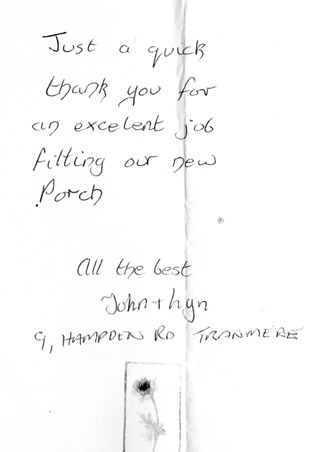 Just a quick
thank you for
an excelent job
fitting our new
Porch
All the best
John + Lyn
9, HAMPDEN RD TRANMERE